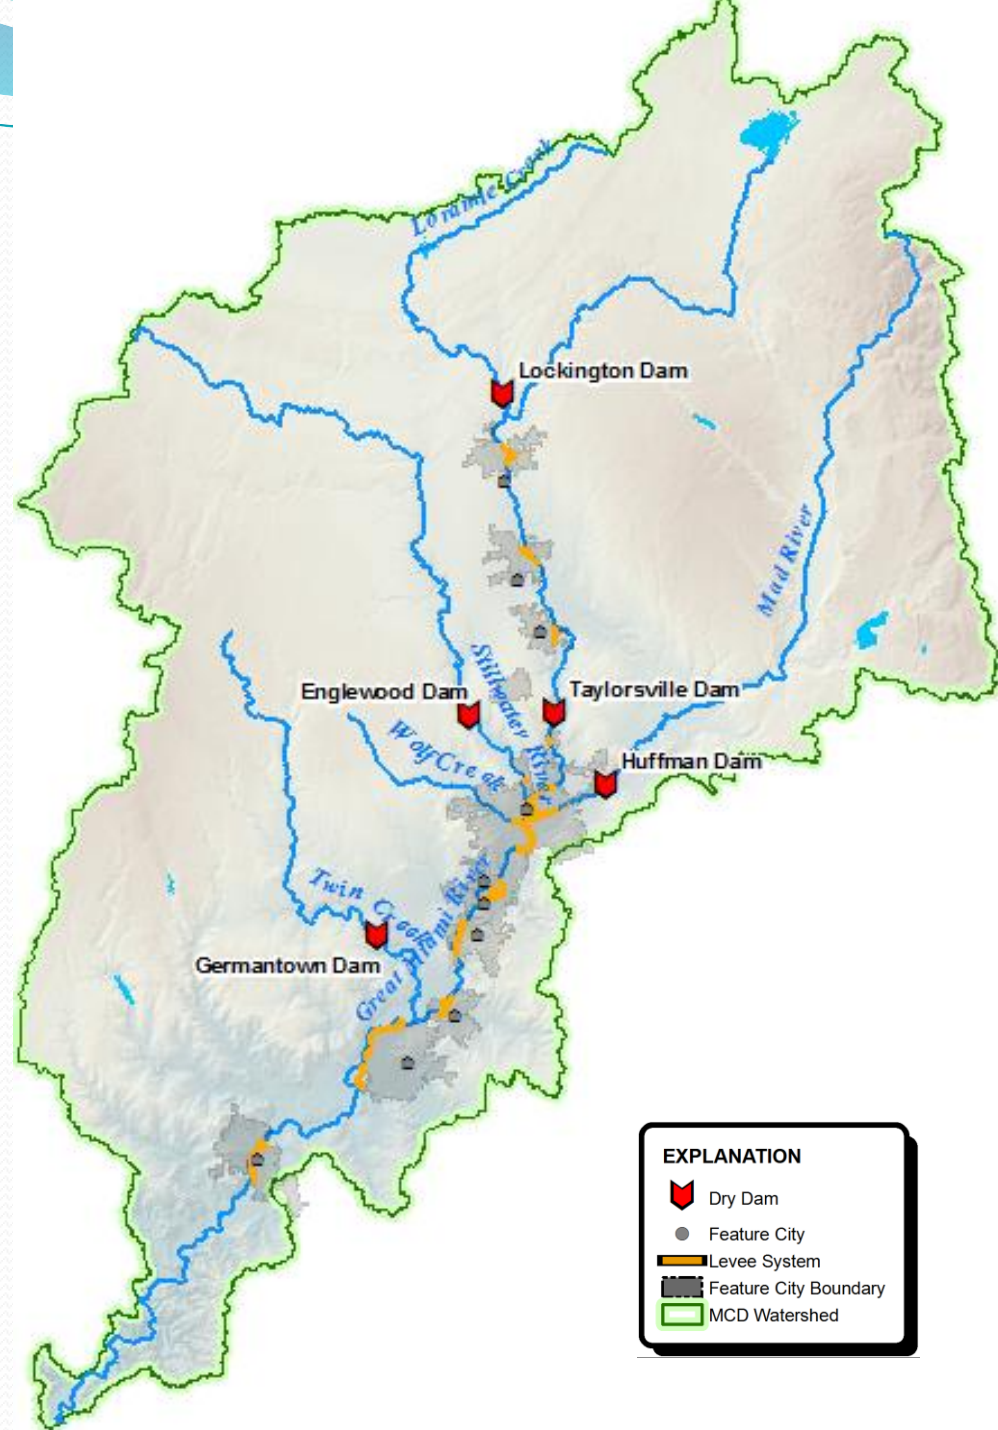 Loramie Creek
Lockington Dam
Mad River
Stillwater River
Englewood Dam
Taylorsville Dam
Wolf Creek
Huffman Dam
Twin Creek
Great Miami River
Germantown Dam
EXPLANATION
Dry Dam
Feature City
Levee System
Feature City Boundary
MCD Watershed